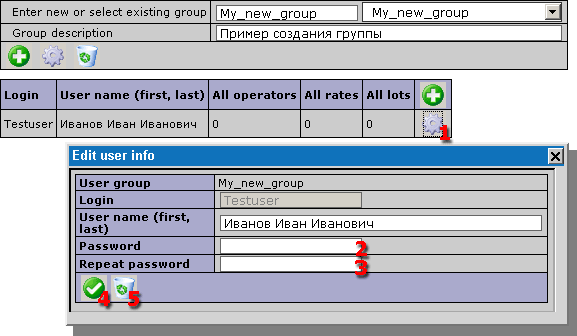 Enter new or select existing group My_new_group My_new_group
Group description Пример создания группы
Login User name (first, last) All operators All rates All lots
Testuser Иванов Иван Иванович 0 0 0
1
Edit user info
User group My_new_group
Login Testuser
User name (first, last) Иванов Иван Иванович
Password 2
Repeat password 3
4 5